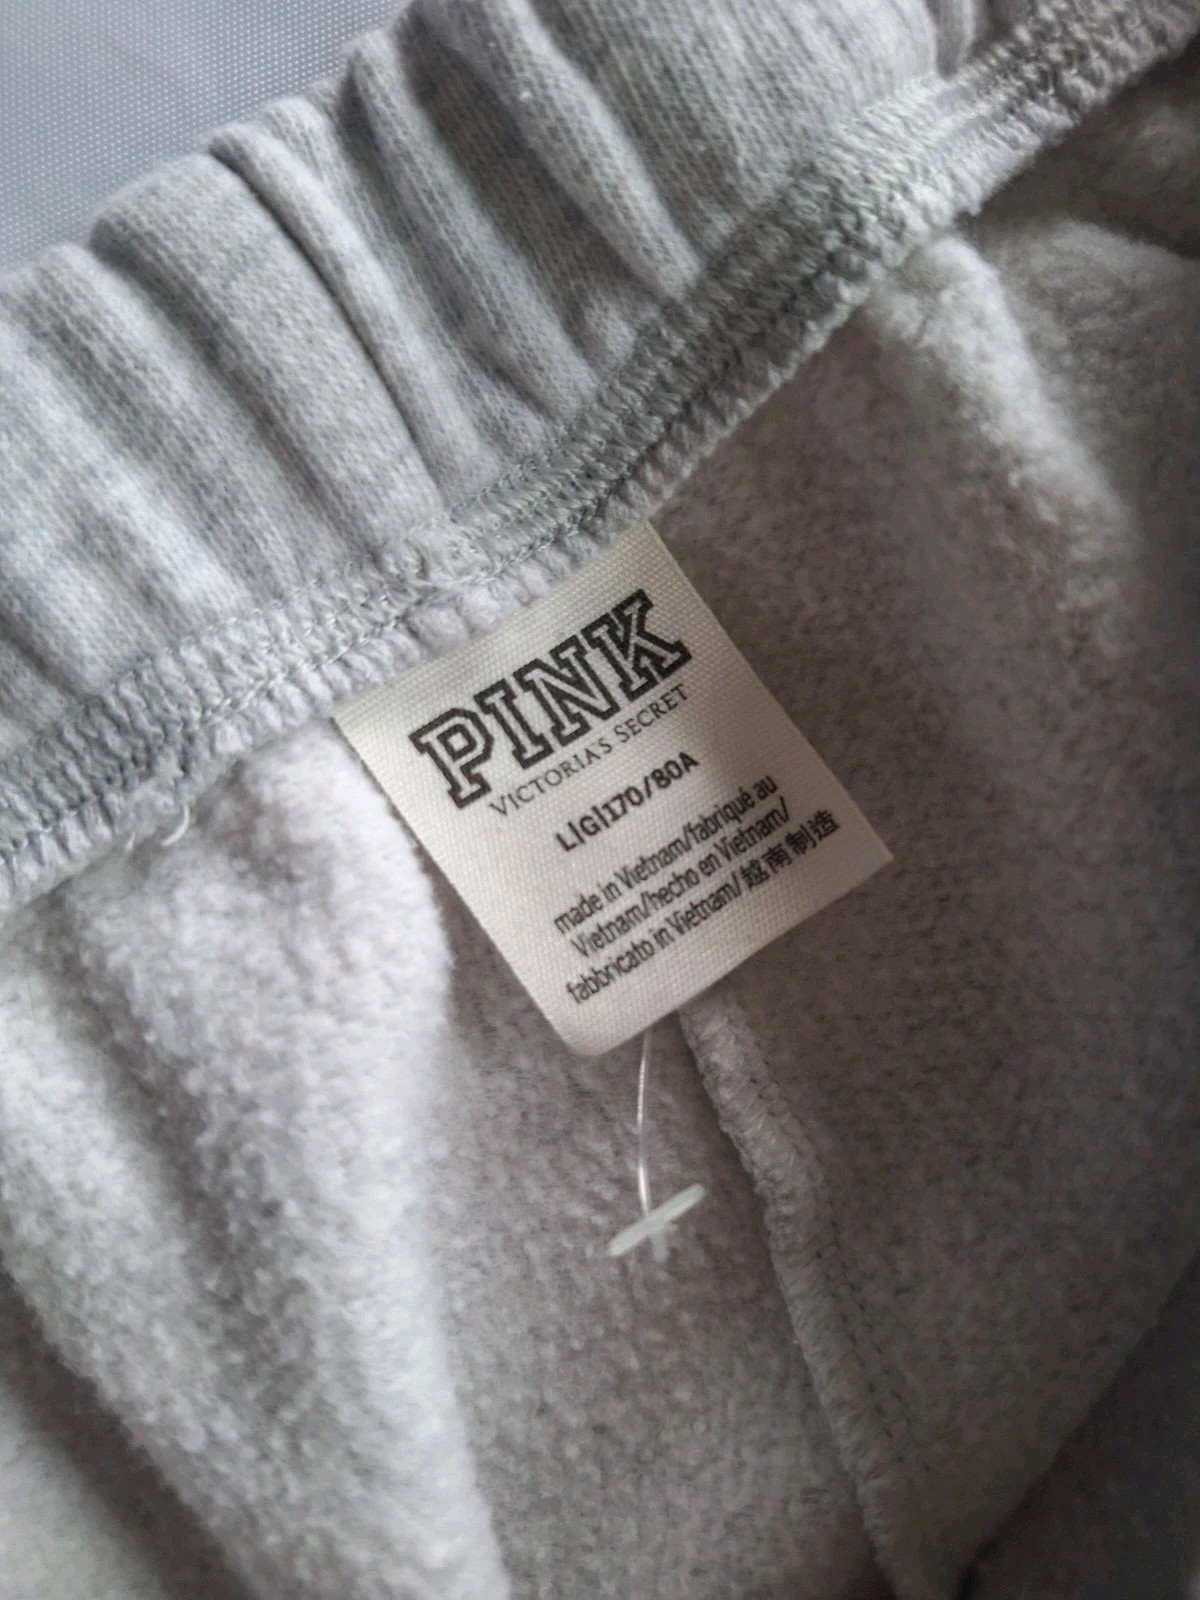 PINK
VICTORIA'S SECRET
L|G|170/80A
made in Vietnam/fabriqué au
Vietnam/hecho en Vietnam/
fabbricato in Vietnam/越南制造